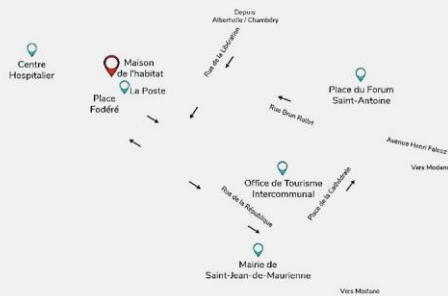 Depuis
Albertville / Chambéry
Rue de la Libération
Centre
Hospitalier
Maison
de l'habitat
La Poste
Place
Fodéré
Place du Forum
Saint-Antoine
Rue Brun Rollet
Avenue Henri Falcoz
Vers Modane
Office de Tourisme
Intercommunal
Place de la Cathédrale
Rue de la République
Mairie de
Saint-Jean-de-Maurienne
Vers Modane